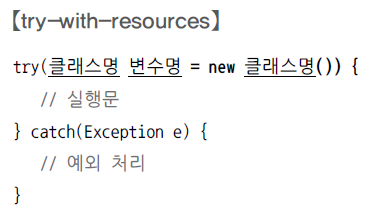 【try-with-resources】
try(클래스명 변수명 = new 클래스명()) {
// 실행문
} catch(Exception e) {
// 예외 처리
}